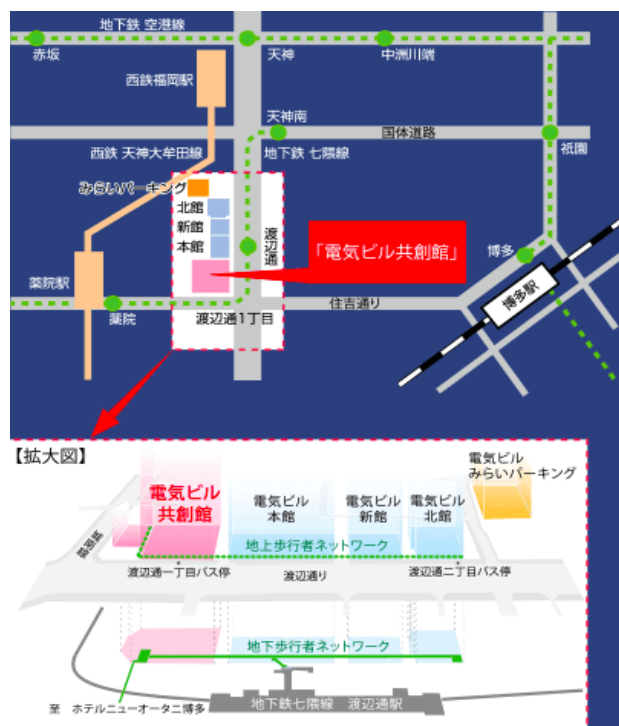 地下鉄 空港線
赤坂
天神
中洲川端
西鉄福岡駅
天神南
国体道路
祇園
西鉄 天神大牟田線
地下鉄 七隈線
みらいパーキング
北館
新館
本館
渡辺通
「電気ビル共創館」
博多
博多駅
薬院駅
薬院
渡辺通1丁目
住吉通り
【拡大図】
電気ビル
みらいパーキング
電気ビル
共創館
電気ビル
本館
電気ビル
新館
電気ビル
北館
地上歩行者ネットワーク
渡辺通一丁目バス停
渡辺通り
渡辺通二丁目バス停
地下歩行者ネットワーク
至 ホテルニューオータニ博多
地下鉄七隈線 渡辺通駅